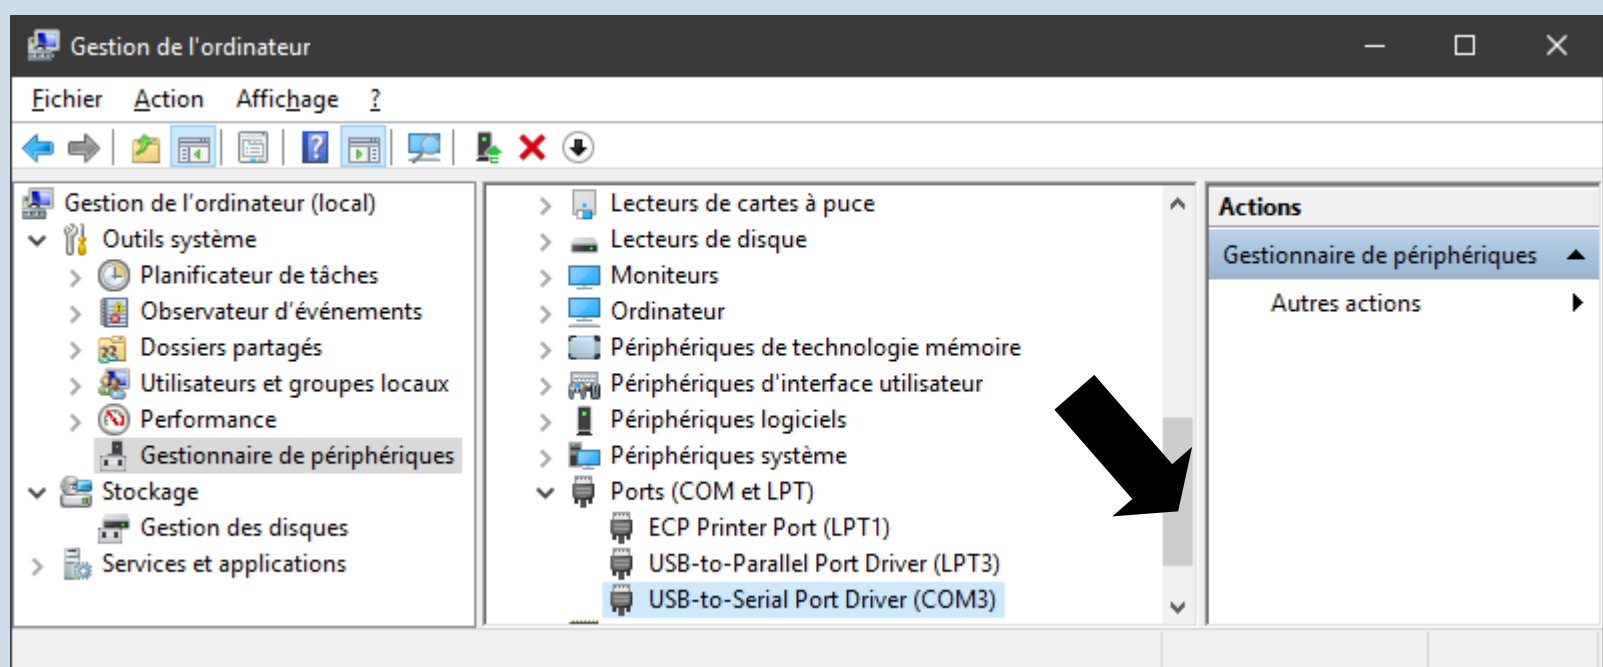 Gestion de l'ordinateur
Fichier Action Affichage ?
Gestion de l'ordinateur (local)
Outils système
Planificateur de tâches
Observateur d'événements
Dossiers partagés
Utilisateurs et groupes locaux
Performance
Gestionnaire de périphériques
Stockage
Gestion des disques
Services et applications
Lecteurs de cartes à puce
Lecteurs de disque
Moniteurs
Ordinateur
Périphériques de technologie mémoire
Périphériques d'interface utilisateur
Périphériques logiciels
Périphériques système
Ports (COM et LPT)
ECP Printer Port (LPT1)
USB-to-Parallel Port Driver (LPT3)
USB-to-Serial Port Driver (COM3)
Actions
Gestionnaire de périphériques
Autres actions